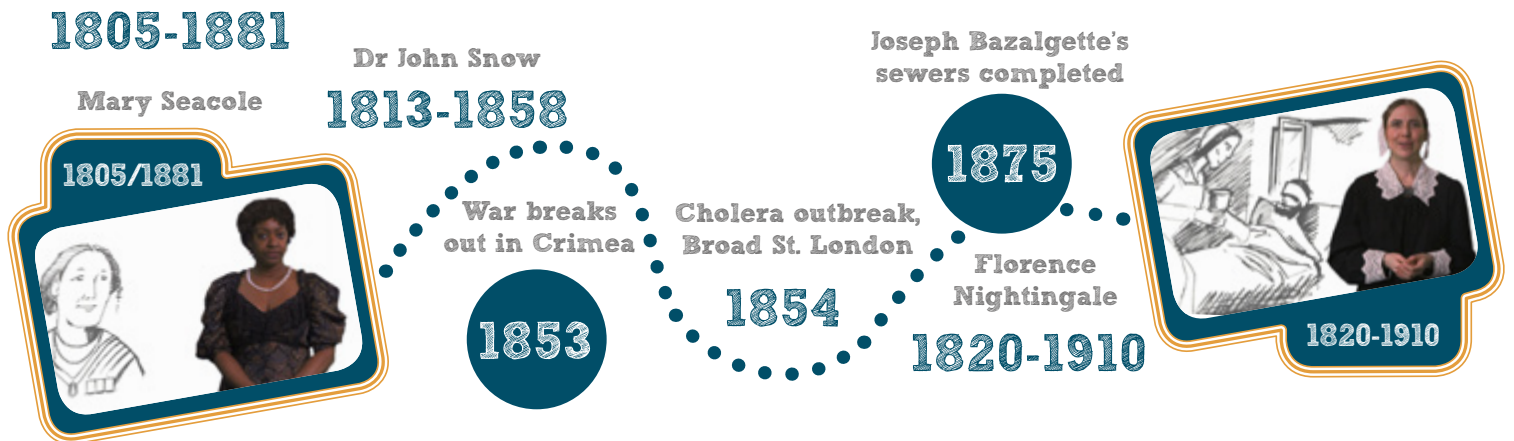 1805-1881
Mary Seacole
1805/1881
Dr John Snow
1813-1858
War breaks
out in Crimea
1853
Cholera outbreak,
Broad St. London
1854
Joseph Bazalgette's
sewers completed
1875
Florence
Nightingale
1820-1910
1820-1910